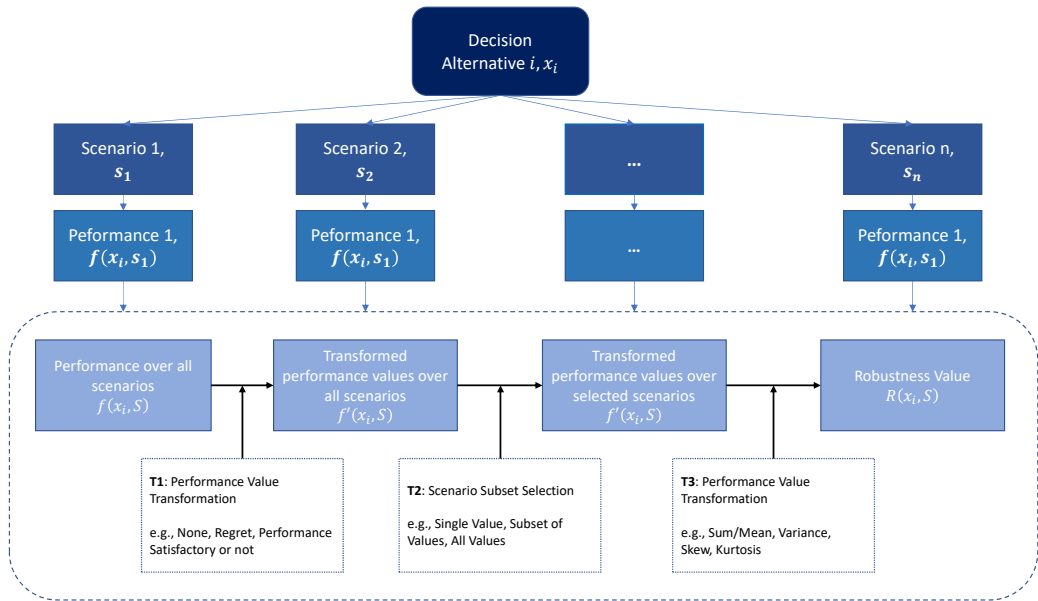 Decision
Alternative i, xᵢ
Scenario 1,
s₁
Scenario 2,
s₂
...
Scenario n,
sₙ
Peformance 1,
f(xᵢ, s₁)
Peformance 1,
f(xᵢ, s₁)
...
Peformance 1,
f(xᵢ, s₁)
Performance over all
scenarios
f(xᵢ, S)
Transformed
performance values over
all scenarios
f'(xᵢ, S)
Transformed
performance values over
selected scenarios
f'(xᵢ, S)
Robustness Value
R(xᵢ, S)
T1: Performance Value
Transformation
e.g., None, Regret, Performance
Satisfactory or not
T2: Scenario Subset Selection
e.g., Single Value, Subset of
Values, All Values
T3: Performance Value
Transformation
e.g., Sum/Mean, Variance,
Skew, Kurtosis